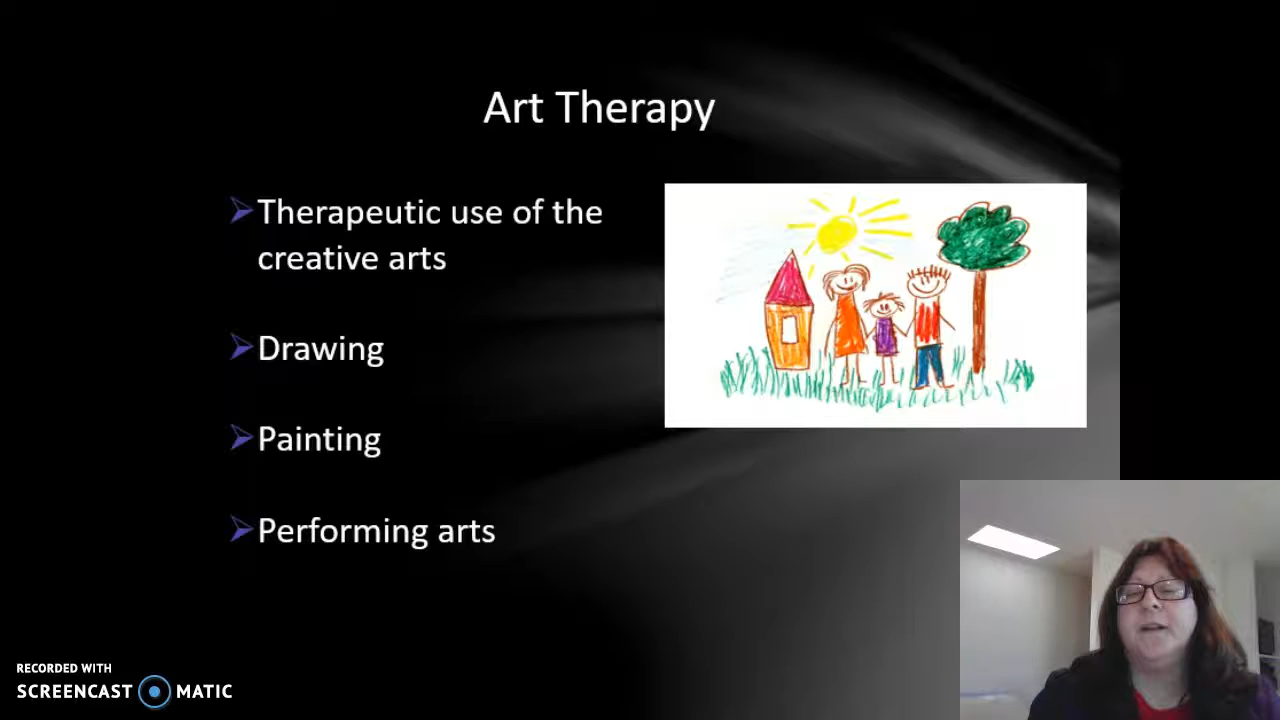 Art Therapy
Therapeutic use of the
creative arts
Drawing
Painting
Performing arts
RECORDED WITH
SCREENCAST MATIC